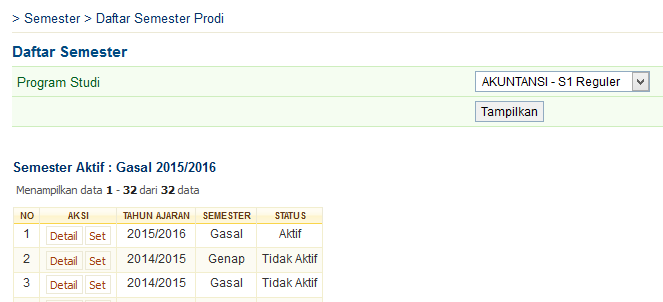 > Semester > Daftar Semester Prodi
Daftar Semester
Program Studi AKUNTANSI - S1 Reguler
Tampilkan
Semester Aktif : Gasal 2015/2016
Menampilkan data 1 - 32 dari 32 data
NO AKSI TAHUN AJARAN SEMESTER STATUS
1 Detail Set 2015/2016 Gasal Aktif
2 Detail Set 2014/2015 Genap Tidak Aktif
3 Detail Set 2014/2015 Gasal Tidak Aktif